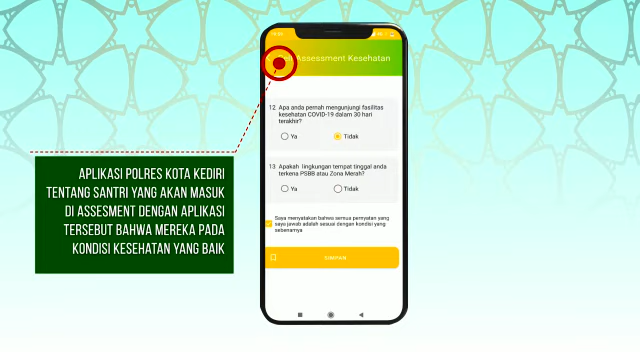 Self Assessment Kesehatan
12. Apa anda pernah mengunjungi fasilitas
kesehatan COVID-19 dalam 30 hari
terakhir?
Ya
Tidak
13. Apakah lingkungan tempat tinggal anda
terkena PSBB atau Zona Merah?
Ya
Tidak
Saya menyatakan bahwa semua pernyataan yang
saya jawab adalah sesuai dengan kondisi yang
sebenarnya
SIMPAN
APLIKASI POLRES KOTA KEDIRI
TENTANG SANTRI YANG AKAN MASUK
DI ASSESMENT DENGAN APLIKASI
TERSEBUT BAHWA MEREKA PADA
KONDISI KESEHATAN YANG BAIK